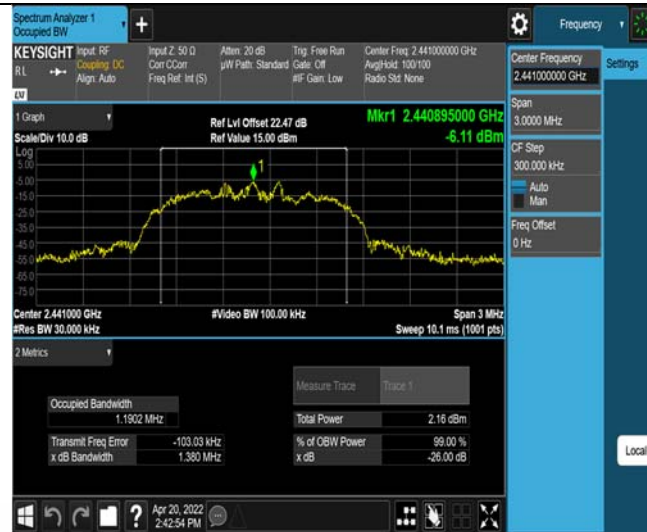 Spectrum Analyzer 1
Occupied BW
Frequency
KEYSIGHT
RL
Input: RF
Coupling: DC
Align: Auto
Input Z: 50 Ω
Corr CCorr
Freq Ref: Int (S)
Atten: 20 dB
µW Path: Standard
Trig: Free Run
Gate: Off
#IF Gain: Low
Center Freq: 2.441000000 GHz
Avg|Hold: 100/100
Radio Std: None
LXI
Center Frequency
2.441000000 GHz
Settings
Span
3.0000 MHz
CF Step
300.000 kHz
Auto
Man
Freq Offset
0 Hz
1 Graph
Scale/Div 10.0 dB
Ref Lvl Offset 22.47 dB
Ref Value 15.00 dBm
Mkr1 2.440895000 GHz
-6.11 dBm
Log
5.00
-5.00
-15.0
-25.0
-35.0
-45.0
-55.0
-65.0
-75.0
1
Center 2.441000 GHz
#Res BW 30.000 kHz
#Video BW 100.00 kHz
Span 3 MHz
Sweep 10.1 ms (1001 pts)
2 Metrics
Measure Trace
Trace 1
Occupied Bandwidth
1.1902 MHz
Total Power
2.16 dBm
Transmit Freq Error
-103.03 kHz
% of OBW Power
99.00 %
x dB Bandwidth
1.380 MHz
x dB
-26.00 dB
Local
?
Apr 20, 2022
2:42:54 PM